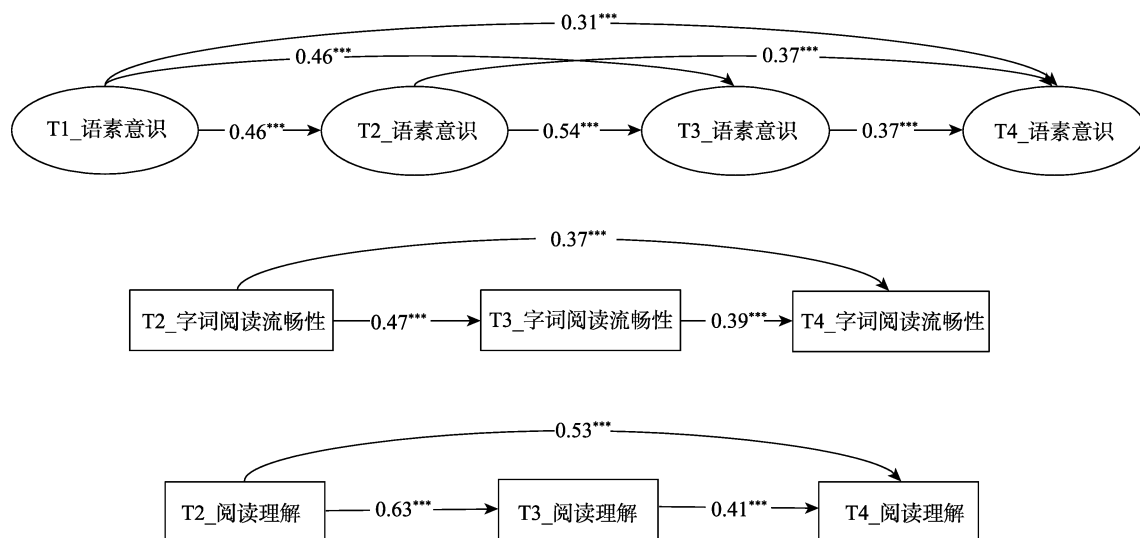 0.31***
0.46*** 0.37***
T1_语素意识 0.46*** T2_语素意识 0.54*** T3_语素意识 0.37*** T4_语素意识
0.37***
T2_字词阅读流畅性 0.47*** T3_字词阅读流畅性 0.39*** T4_字词阅读流畅性
0.53***
T2_阅读理解 0.63*** T3_阅读理解 0.41*** T4_阅读理解